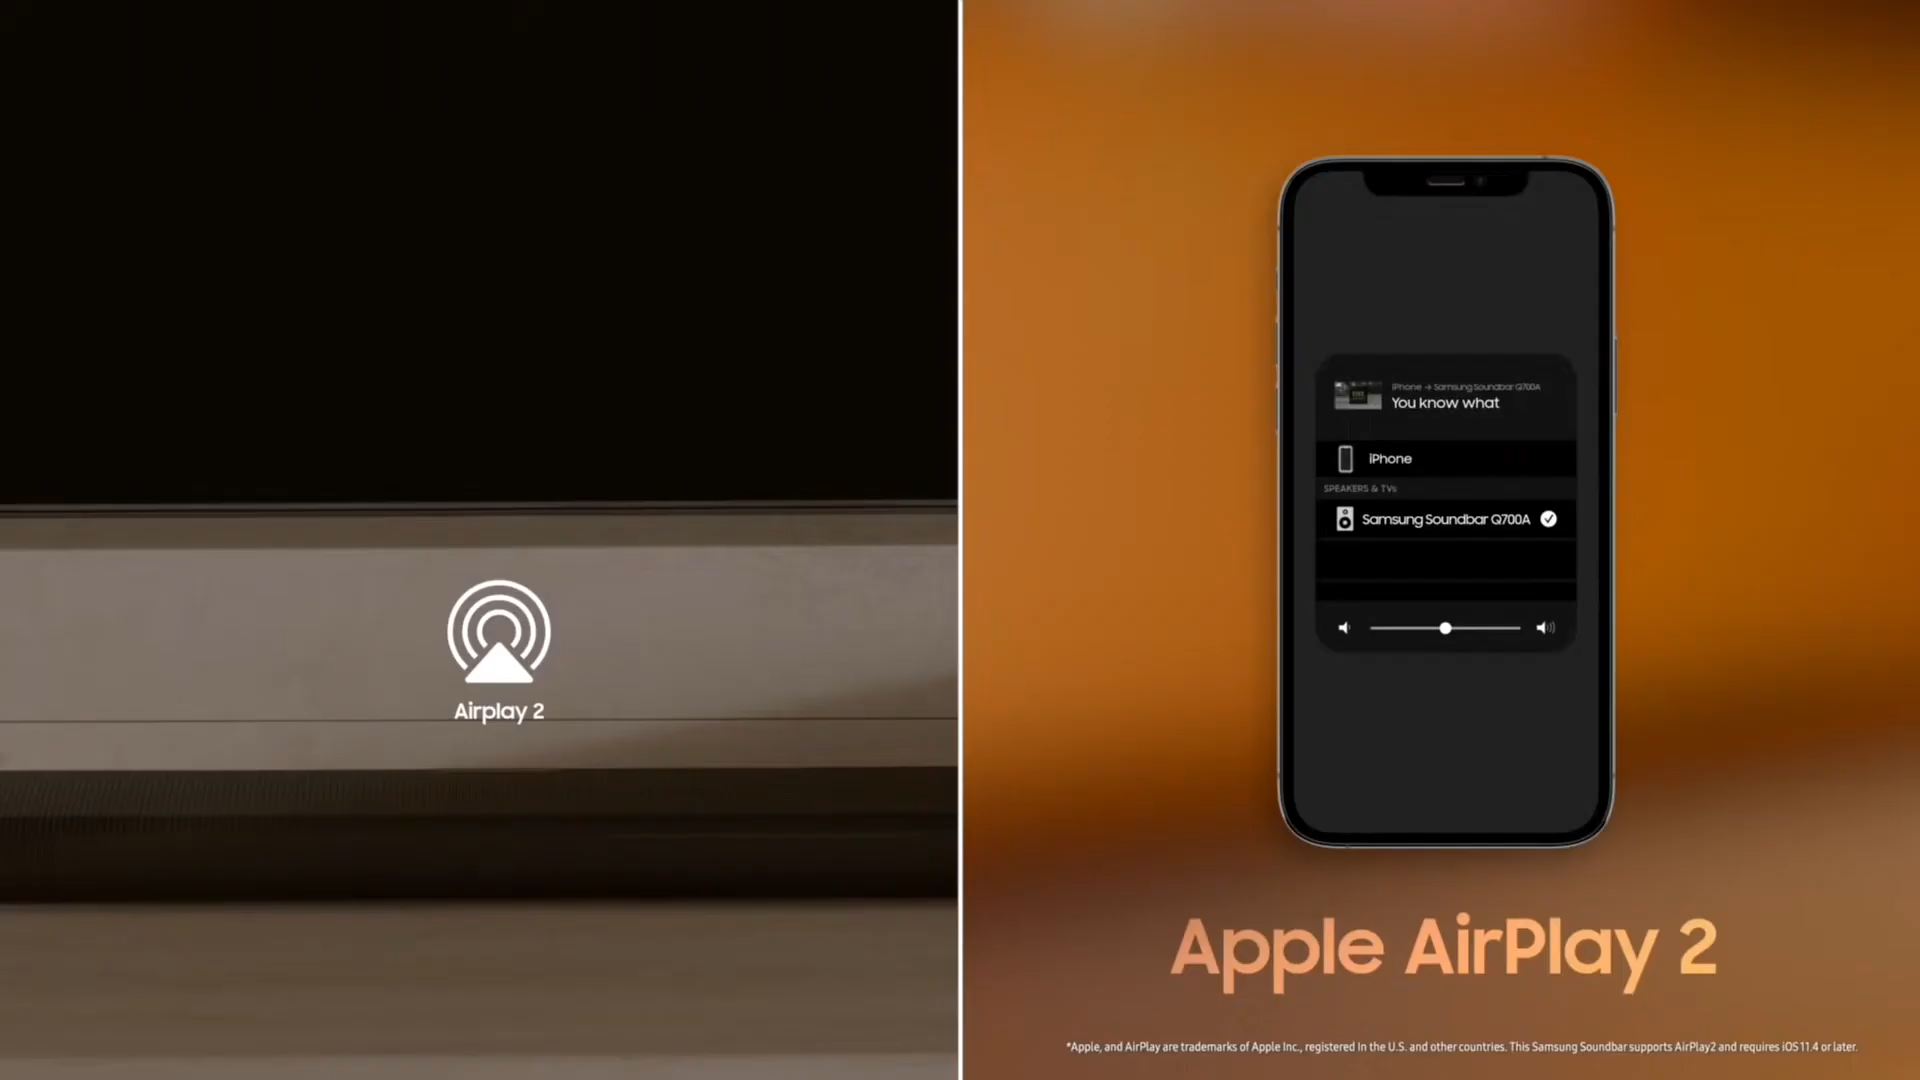 Airplay 2
iPhone → Samsung Soundbar Q700A
You know what
iPhone
SPEAKERS & TVs
Samsung Soundbar Q700A
Apple AirPlay 2
*Apple, and AirPlay are trademarks of Apple Inc., registered in the U.S. and other countries. This Samsung Soundbar supports AirPlay2 and requires iOS 11.4 or later.